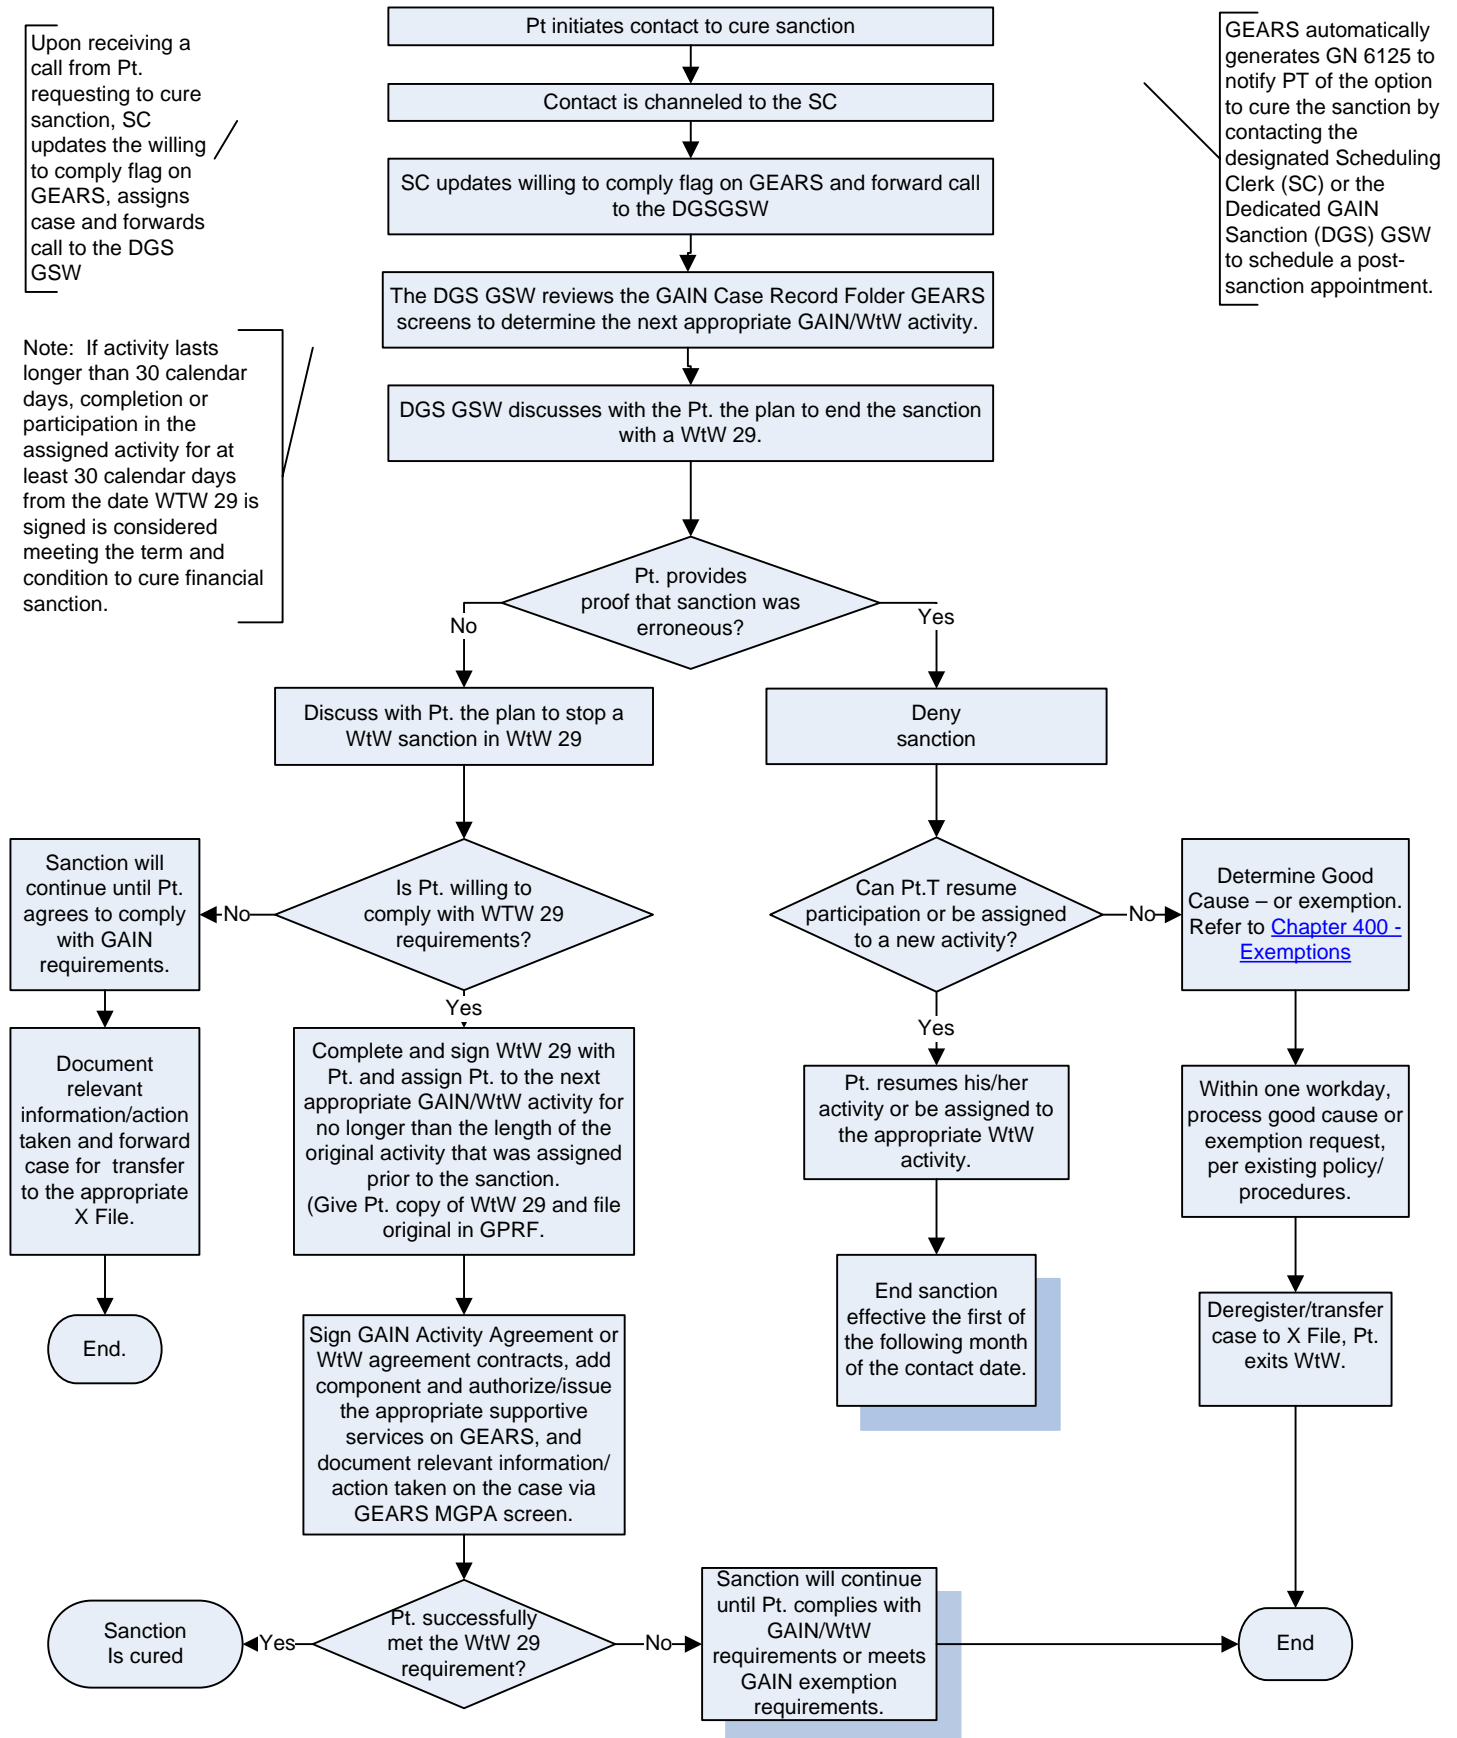 Pt initiates contact to cure sanction
Upon receiving a
call from Pt.
requesting to cure
sanction, SC
updates the willing
to comply flag on
GEARS, assigns
case and forwards
call to the DGS
GSW
GEARS automatically
generates GN 6125 to
notify PT of the option
to cure the sanction by
contacting the
designated Scheduling
Clerk (SC) or the
Dedicated GAIN
Sanction (DGS) GSW
to schedule a post-
sanction appointment.
Contact is channeled to the SC
SC updates willing to comply flag on GEARS and forward call
to the DGSGSW
The DGS GSW reviews the GAIN Case Record Folder GEARS
screens to determine the next appropriate GAIN/WtW activity.
Note:  If activity lasts
longer than 30 calendar
days, completion or
participation in the
assigned activity for at
least 30 calendar days
from the date WTW 29 is
signed is considered
meeting the term and
condition to cure financial
sanction.
DGS GSW discusses with the Pt. the plan to end the sanction
with a WtW 29.
Pt. provides
proof that sanction was
erroneous?
No
Yes
Discuss with Pt. the plan to stop a
WtW sanction in WtW 29
Deny
sanction
Sanction will
continue until Pt.
agrees to comply
with GAIN
requirements.
No
Is Pt. willing to
comply with WTW 29
requirements?
Can Pt.T resume
participation or be assigned
to a new activity?
No
Determine Good
Cause – or exemption.
Refer to Chapter 400 -
Exemptions
Yes
Yes
Document
relevant
information/action
taken and forward
case for  transfer
to the appropriate
X File.
Complete and sign WtW 29 with
Pt. and assign Pt. to the next
appropriate GAIN/WtW activity for
no longer than the length of the
original activity that was assigned
prior to the sanction.
(Give Pt. copy of WtW 29 and file
original in GPRF.
Pt. resumes his/her
activity or be assigned to
the appropriate WtW
activity.
Within one workday,
process good cause or
exemption request,
per existing policy/
procedures.
End sanction
effective the first of
the following month
of the contact date.
End.
Sign GAIN Activity Agreement or
WtW agreement contracts, add
component and authorize/issue
the appropriate supportive
services on GEARS, and
document relevant information/
action taken on the case via
GEARS MGPA screen.
Deregister/transfer
case to X File, Pt.
exits WtW.
Sanction
Is cured
Yes
Pt. successfully
met the WtW 29
requirement?
No
Sanction will continue
until Pt. complies with
GAIN/WtW
requirements or meets
GAIN exemption
requirements.
End